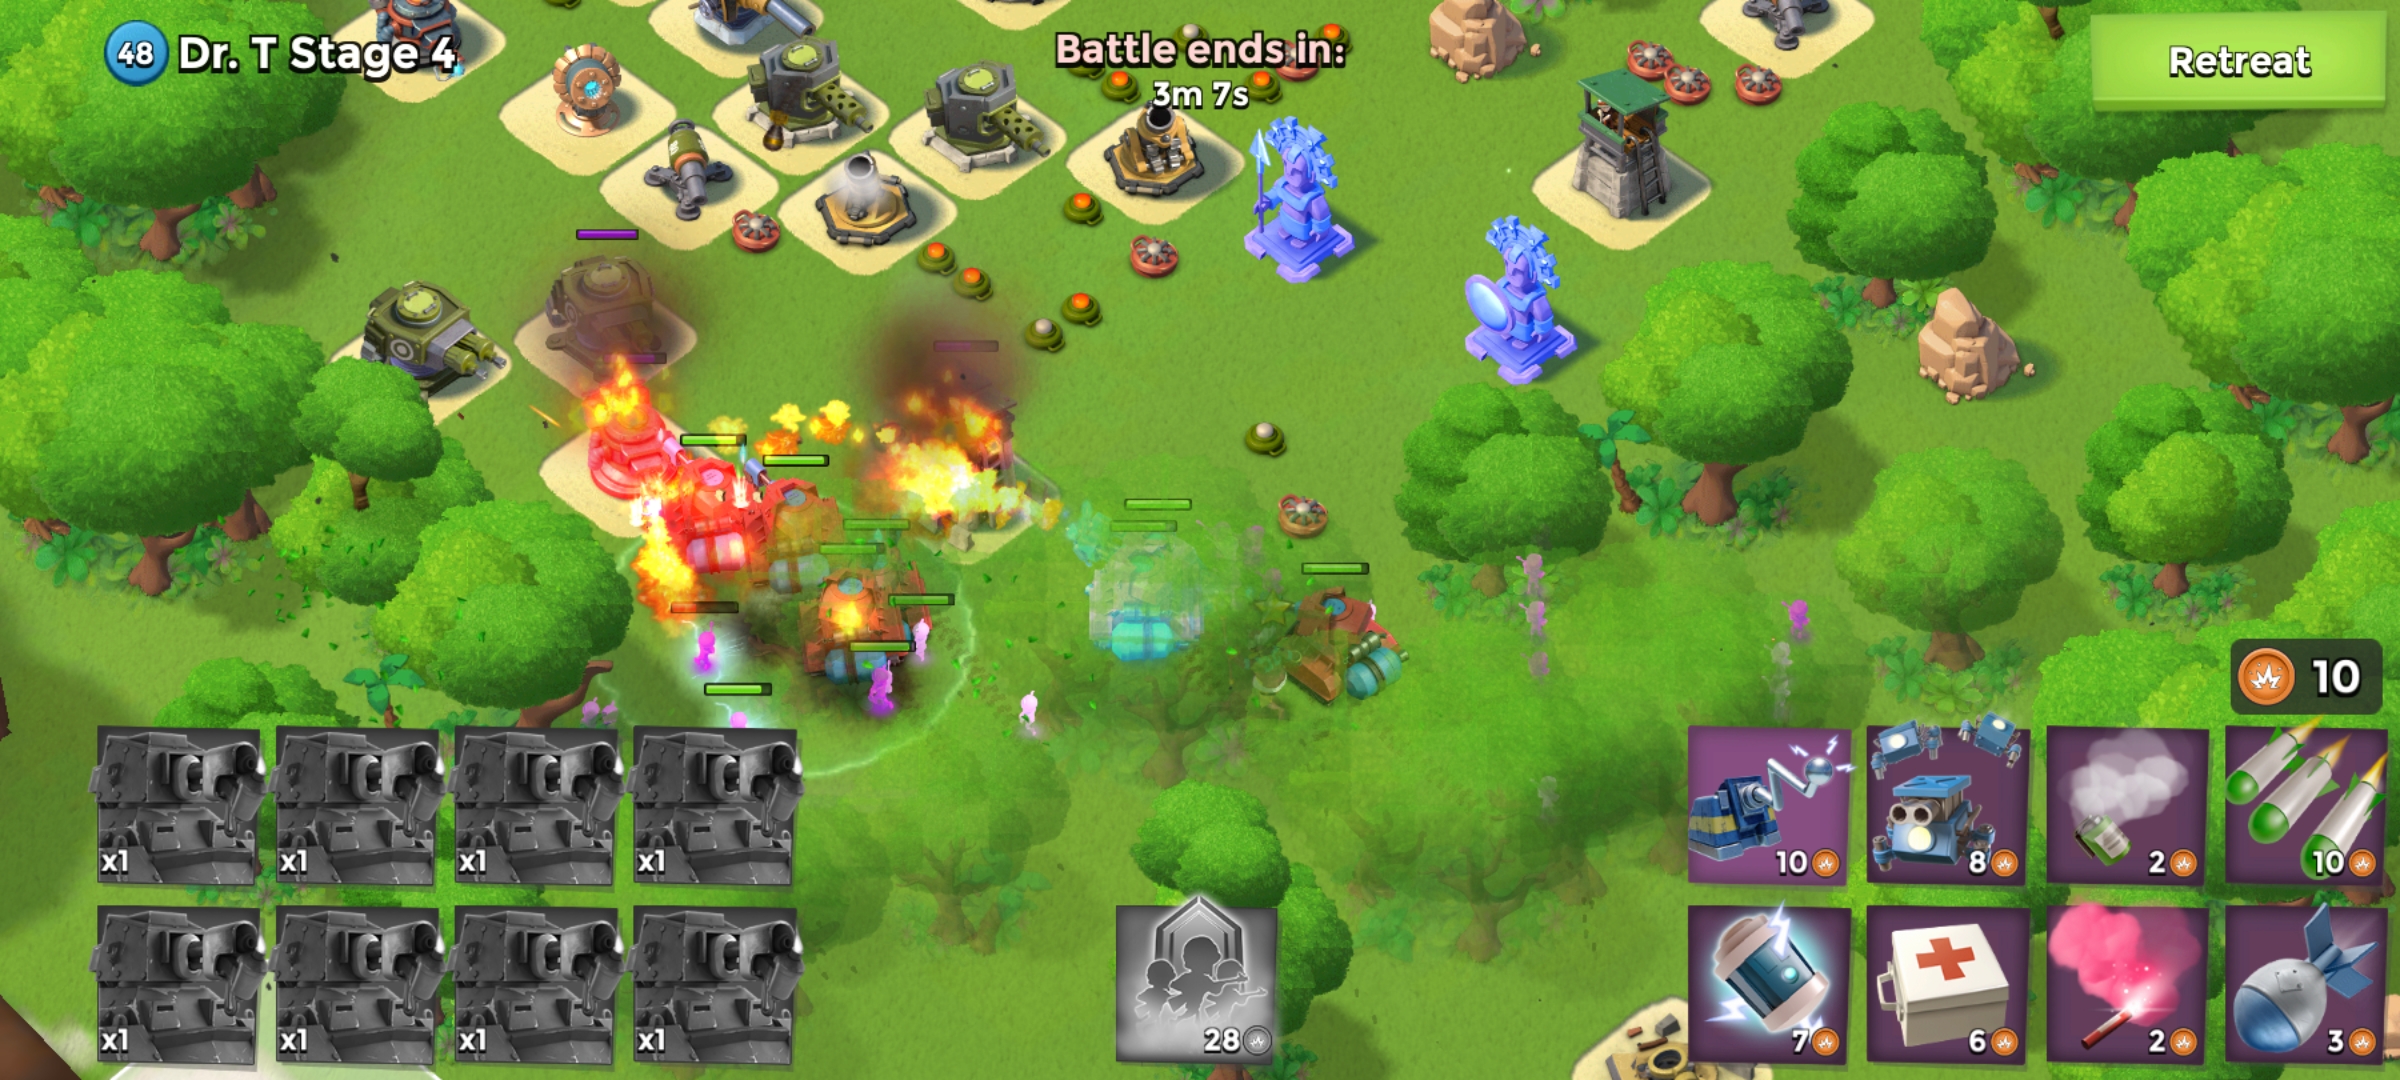 48 Dr. T Stage 4
Battle ends in:
3m 7s
Retreat
10
x1 x1 x1 x1
10 8 2 10
x1 x1 x1 x1
28
7 6 2 3